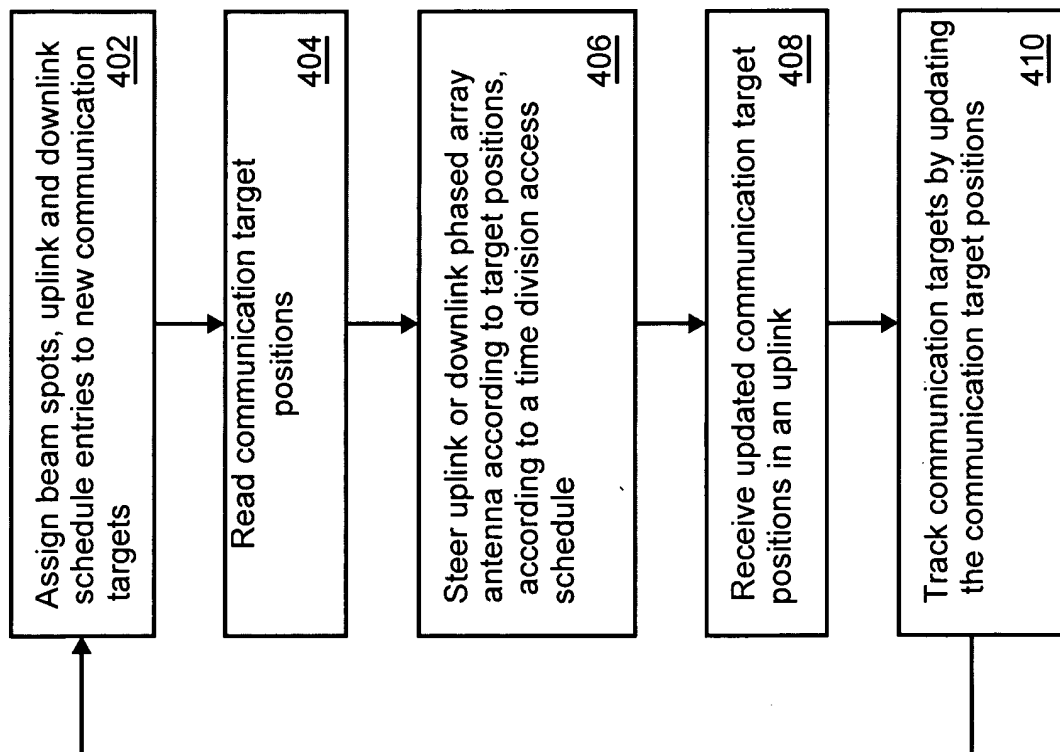 Assign beam spots, uplink and downlink
schedule entries to new communication
targets
402
Read communication target
positions
404
Steer uplink or downlink phased array
antenna according to target positions,
according to a time division access
schedule
406
Receive updated communication target
positions in an uplink
408
Track communication targets by updating
the communication target positions
410